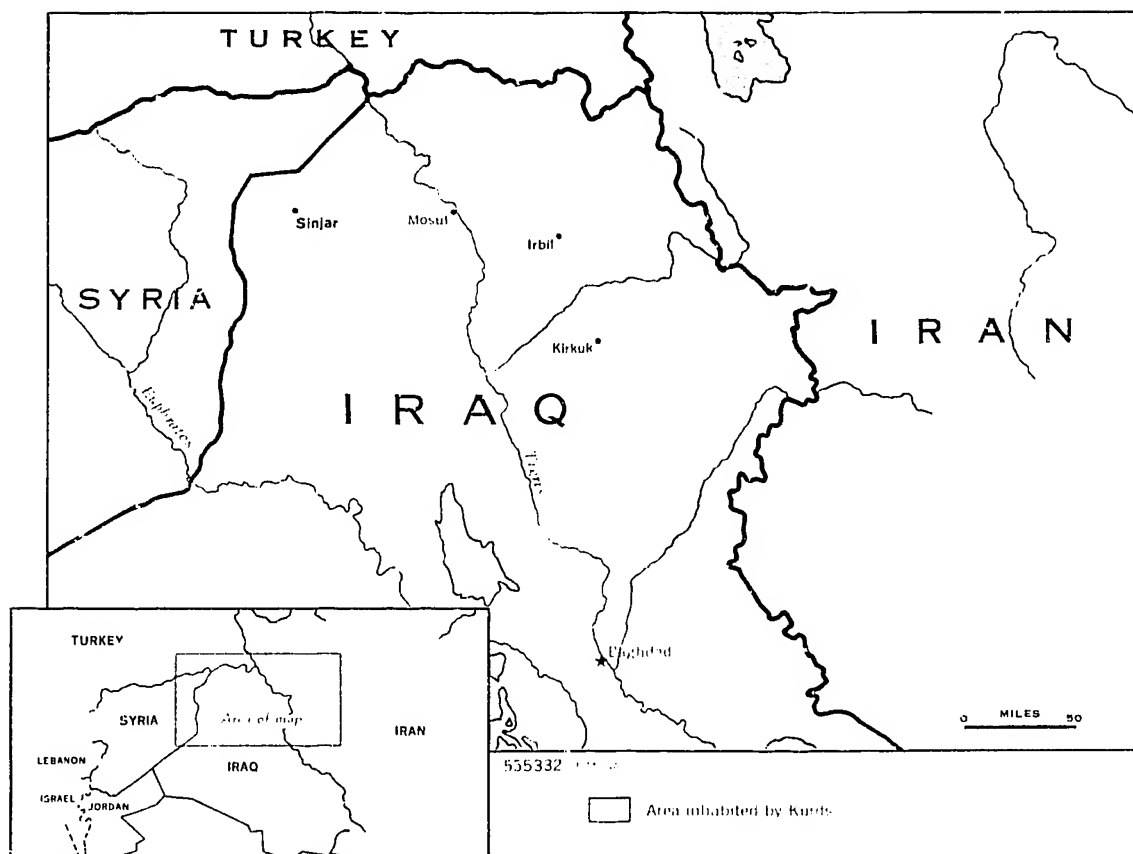 TURKEY
Sinjar
Mosul
Irbil
SYRIA
IRAN
Kirkuk
IRAQ
Euphrates
Tigris
Baghdad
0 MILES 50
TURKEY
SYRIA
Area of map
IRAN
LEBANON
IRAQ
ISRAEL
JORDAN
555332
Area inhabited by Kurds